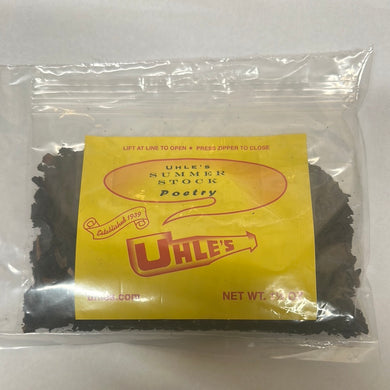 LIFT AT LINE TO OPEN • PRESS ZIPPER TO CLOSE
UHLE'S
SUMMER
STOCK
Poetry
Established 1939
UHLE'S
uhles.com
NET WT. OZ